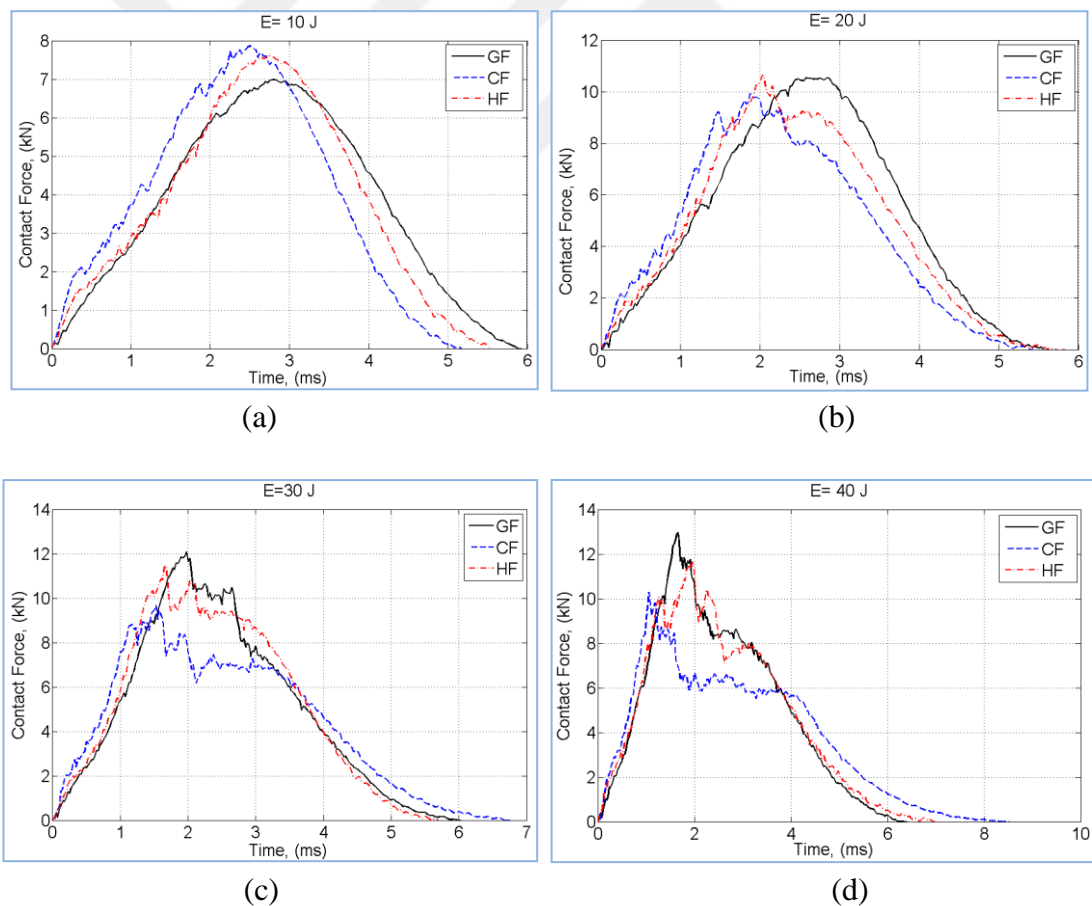 E= 10 J
8
7
6
5
4
3
2
1
0
Contact Force, (kN)
GF
CF
HF
0 1 2 3 4 5 6
Time, (ms)
(a)
E= 20 J
12
10
8
6
4
2
0
Contact Force, (kN)
GF
CF
HF
0 1 2 3 4 5 6
Time, (ms)
(b)
E=30 J
14
12
10
8
6
4
2
0
Contact Force, (kN)
GF
CF
HF
0 1 2 3 4 5 6 7
Time, (ms)
(c)
E= 40 J
14
12
10
8
6
4
2
0
Contact Force, (kN)
GF
CF
HF
0 2 4 6 8 10
Time, (ms)
(d)